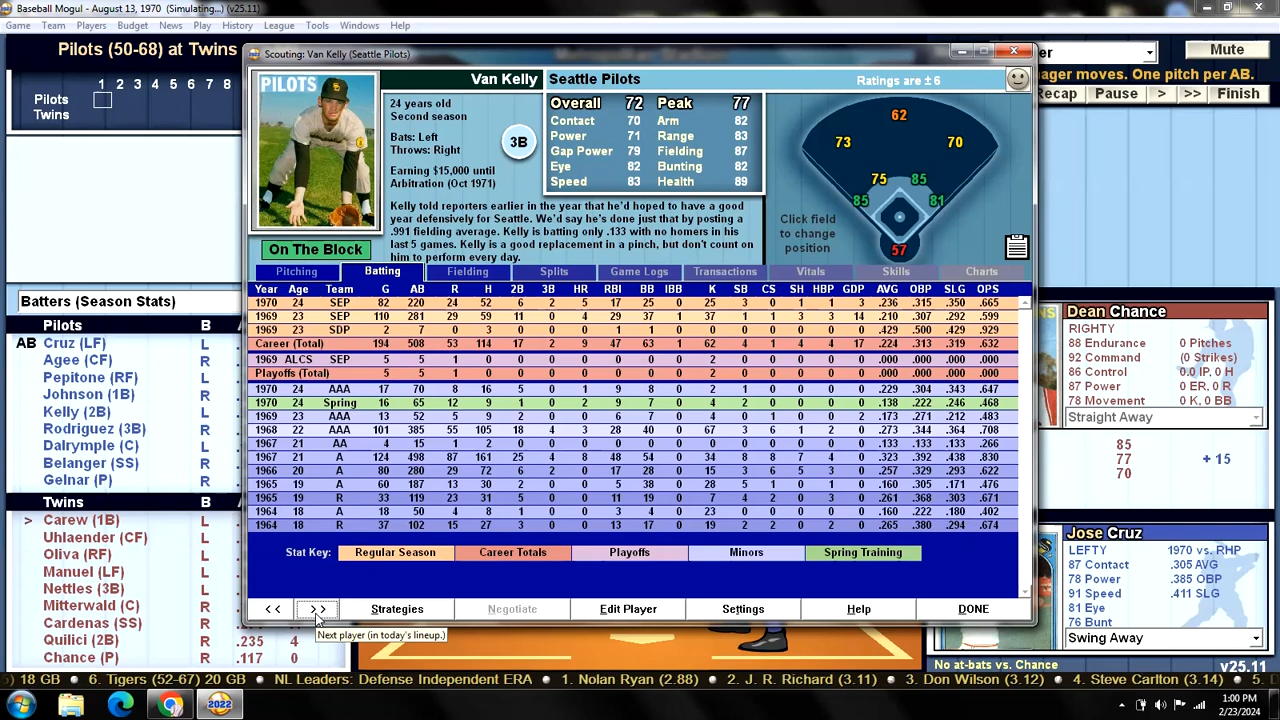 Baseball Mogul - August 13, 1970 (Simulating...) (v25.11)
Game Team Players Budget News Play History League Tools Windows Help
Pilots (50-68) at Twins
Mute
1 2 3 4 5 6 7 8
Pilots
Twins
anager moves. One pitch per AB.
Recap Pause > >> Finish
Scouting: Van Kelly (Seattle Pilots)
PILOTS
Van Kelly
Seattle Pilots
Ratings are ± 6
24 years old
Second season
Bats: Left
Throws: Right
Earning $15,000 until
Arbitration (Oct 1971)
3B
Overall 72 Peak 77
Contact 70 Arm 82
Power 71 Range 83
Gap Power 79 Fielding 87
Eye 82 Bunting 82
Speed 83 Health 89
62
73 70
75 85
85 81
57
Click field
to change
position
Kelly told reporters earlier in the year that he'd hoped to have a good
year defensively for Seattle. We'd say he's done just that by posting a
.991 fielding average. Kelly is batting only .133 with no homers in his
last 5 games. Kelly is a good replacement in a pinch, but don't count on
him to perform every day.
On The Block
Pitching Batting Fielding Splits Game Logs Transactions Vitals Skills Charts
Year Age Team G AB R H 2B 3B HR RBI BB IBB K SB CS SH HBP GDP AVG OBP SLG OPS
1970 24 SEP 82 220 24 52 6 2 5 17 25 0 25 3 0 1 1 3 .236 .315 .350 .665
1969 23 SEP 110 281 29 59 11 0 4 29 37 1 37 1 1 3 3 14 .210 .307 .292 .599
1969 23 SDP 2 7 0 3 0 0 0 1 1 0 0 0 0 0 0 0 .429 .500 .429 .929
Career (Total) 194 508 53 114 17 2 9 47 63 1 62 4 1 4 4 17 .224 .313 .319 .632
1969 ALCS SEP 5 5 1 0 0 0 0 0 0 0 2 0 0 0 0 0 .000 .000 .000 .000
Playoffs (Total) 5 5 1 0 0 0 0 0 0 0 2 0 0 0 0 0 .000 .000 .000 .000
1970 24 AAA 17 70 8 16 5 0 1 9 8 0 2 1 0 0 0 0 .229 .304 .343 .647
1970 24 Spring 16 65 12 9 1 0 2 9 7 0 4 2 0 0 0 0 .138 .222 .246 .468
1969 23 AAA 13 52 5 9 2 0 0 6 7 0 4 0 1 0 0 2 .173 .271 .212 .483
1968 22 AAA 101 385 55 105 18 4 3 28 40 0 67 3 6 1 2 0 .273 .344 .364 .708
1967 21 AA 4 15 1 2 0 0 0 0 0 0 0 0 0 0 0 0 .133 .133 .133 .266
1967 21 A 124 498 87 161 25 4 8 48 54 0 34 8 8 7 4 0 .323 .392 .438 .830
1966 20 A 80 280 29 72 6 2 0 17 28 0 15 3 6 5 3 0 .257 .329 .293 .622
1965 19 A 60 187 13 30 2 0 0 5 38 0 28 5 1 0 1 0 .160 .305 .171 .476
1965 19 R 33 119 23 31 5 0 0 11 19 0 7 4 2 0 1 0 .261 .368 .303 .671
1964 18 A 18 50 4 8 1 0 0 3 4 0 23 0 0 0 0 0 .160 .222 .180 .402
1964 18 R 37 102 15 27 3 0 0 13 17 0 19 2 2 0 2 0 .265 .380 .294 .674
Stat Key: Regular Season Career Totals Playoffs Minors Spring Training
<< >> Strategies Negotiate Edit Player Settings Help DONE
Next player (in today's lineup.)
Batters (Season Stats)
Pilots B
AB Cruz (LF) L
Agee (CF) R
Pepitone (RF) L
Johnson (1B) R
Kelly (2B) L
Rodriguez (3B) R
Dalrymple (C) L
Belanger (SS) R
Gelnar (P) R
Twins B
> Carew (1B) L
Uhlaender (CF) L
Oliva (RF) L
Manuel (LF) L
Nettles (3B) L
Mitterwald (C) R
Cardenas (SS) R
Quilici (2B) R .235 4
Chance (P) R .117 0
Dean Chance
RIGHTY
88 Endurance 0 Pitches
92 Command (0 Strikes)
86 Control 0.0 IP, 0 H
87 Power 0 ER, 0 R
78 Movement 0 K, 0 BB
Straight Away
85
77 + 15
70
Jose Cruz
LEFTY 1970 vs. RHP
87 Contact .305 AVG
78 Power .385 OBP
91 Speed .411 SLG
81 Eye
76 Bunt
Swing Away
No at-bats vs. Chance
v25.11
18 GB 6. Tigers (52-67) 20 GB NL Leaders: Defense Independent ERA 1. Nolan Ryan (2.88) 2. J. R. Richard (3.11) 3. Don Wilson (3.12) 4. Steve Carlton (3.14) 5.
2022
1:00 PM
2/23/2024